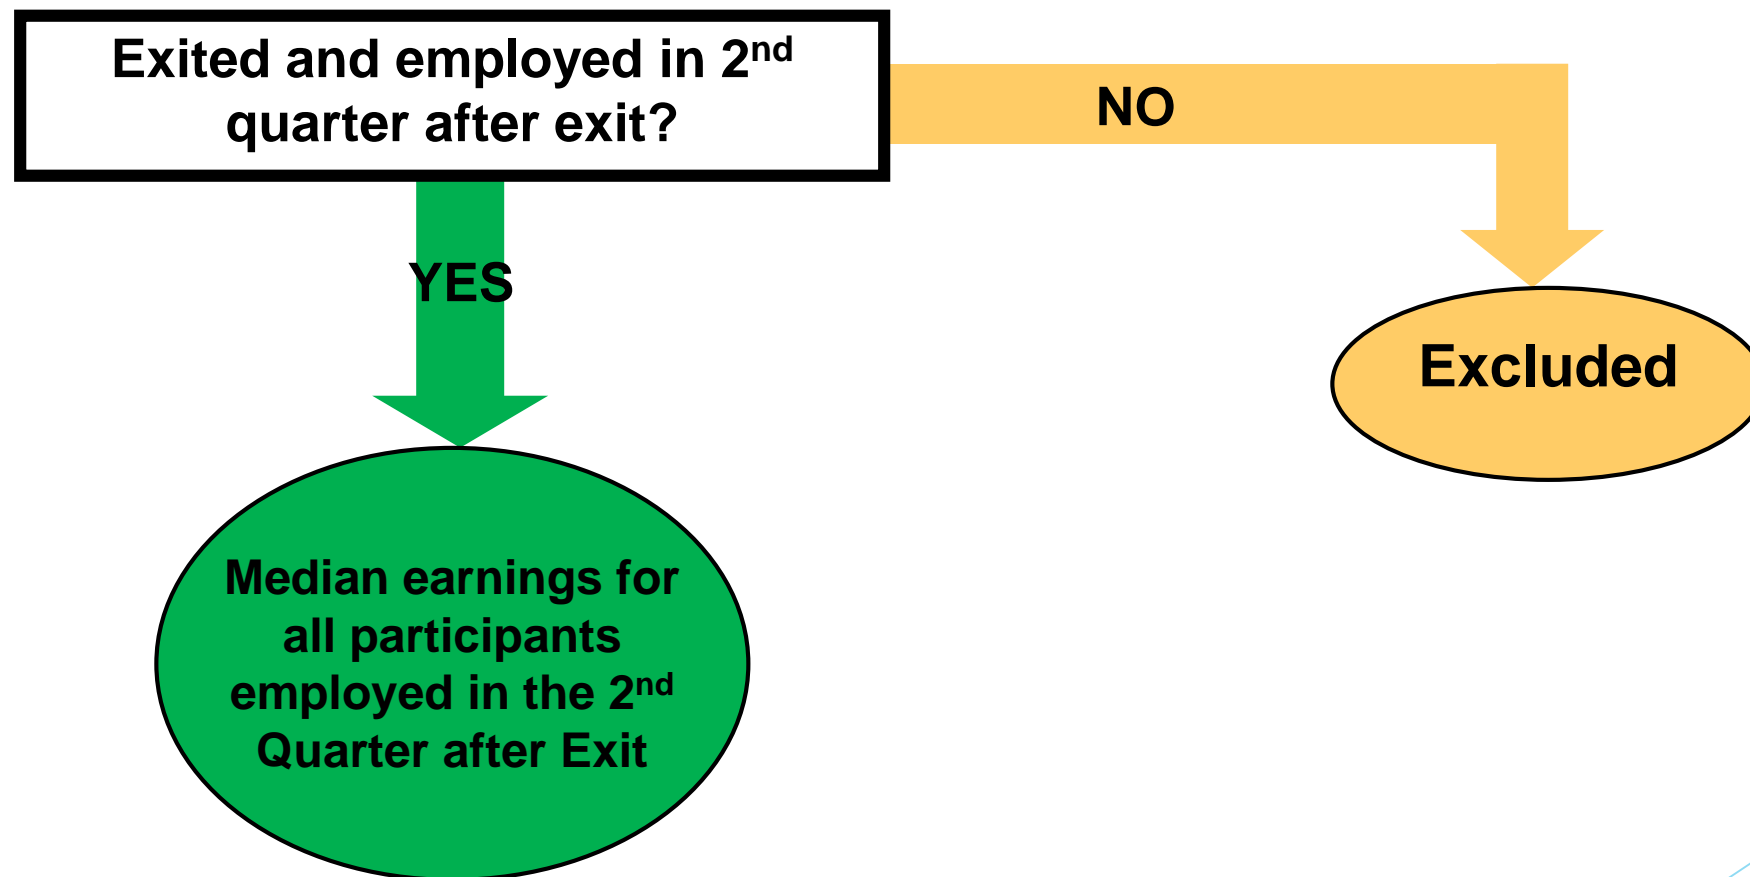 Exited and employed in 2nd
quarter after exit?
NO
YES
Excluded
Median earnings for
all participants
employed in the 2nd
Quarter after Exit